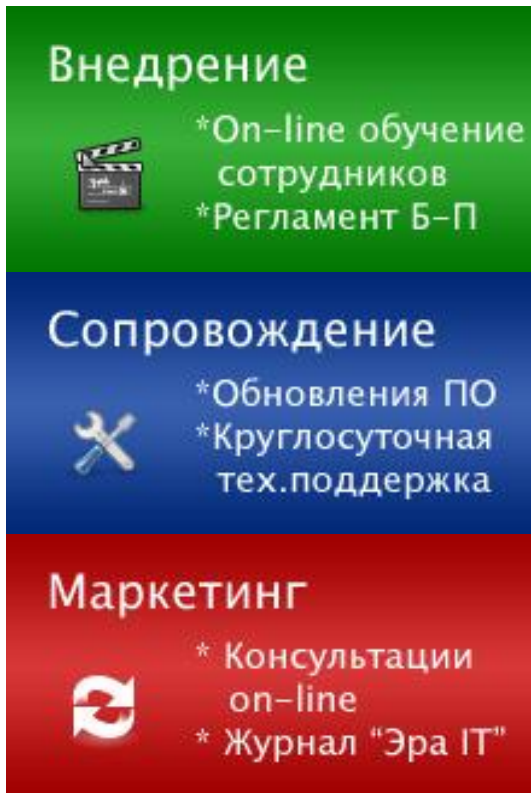 Внедрение
*On-line обучение
сотрудников
*Регламент Б-П
Сопровождение
*Обновления ПО
*Круглосуточная
тех.поддержка
Маркетинг
* Консультации
on-line
* Журнал “Эра IT”